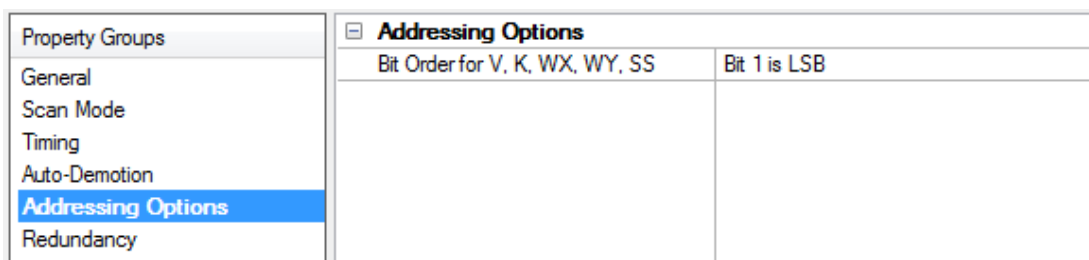 Property Groups
General
Scan Mode
Timing
Auto-Demotion
Addressing Options
Redundancy
Addressing Options
Bit Order for V, K, WX, WY, SS Bit 1 is LSB